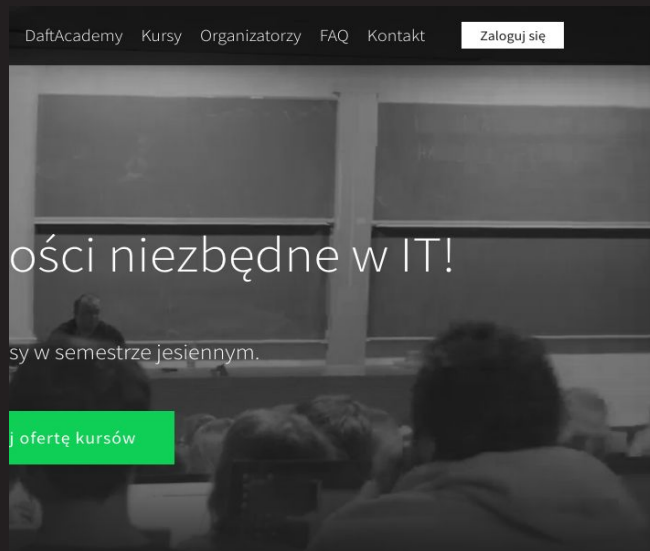 DaftAcademy Kursy Organizatorzy FAQ Kontakt Zaloguj się
ości niezbędne w IT!
sy w semestrze jesiennym.
j ofertę kursów